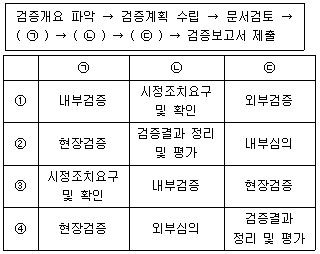 검증개요 파악 → 검증계획 수립 → 문서검토 →
( ㉠ ) → ( ㉡ ) → ( ㉢ ) → 검증보고서 제출
㉠ ㉡ ㉢
① 내부검증 시정조치요구 및 확인 외부검증
② 현장검증 검증결과 정리 및 평가 내부심의
③ 시정조치요구 및 확인 내부검증 현장검증
④ 현장검증 외부심의 검증결과 정리 및 평가